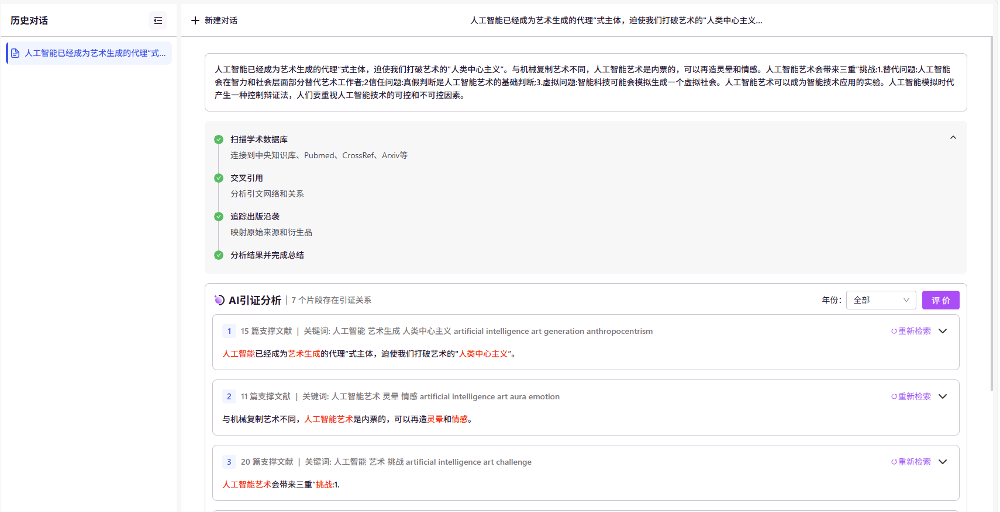 历史对话
新建对话
人工智能已经成为艺术生成的代理“式主体，迫使我们打破艺术的"人类中心主义...
人工智能已经成为艺术生成的代理“式...
人工智能已经成为艺术生成的代理“式主体，迫使我们打破艺术的"人类中心主义”。与机械复制艺术不同，人工智能艺术是内票的，可以再造灵晕和情感。人工智能艺术会带来三重”挑战:1.替代问题:人工智能
会在智力和社会层面部分替代艺术工作者;2信任问题:真假判断是人工智能艺术的基础判断;3.虚拟问题:智能科技可能会模拟生成一个虚拟社会。人工智能艺术可以成为智能技术应用的实验。人工智能模拟时代
产生一种控制辩证法，人们要重视人工智能技术的可控和不可控因素。
扫描学术数据库
连接到中央知识库、Pubmed、CrossRef、Arxiv等
交叉引用
分析引文网络和关系
追踪出版沿袭
映射原始来源和衍生品
分析结果并完成总结
AI引证分析 | 7 个片段存在引证关系 年份: 全部 评 价
1 15 篇支撑文献 | 关键词: 人工智能 艺术生成 人类中心主义 artificial intelligence art generation anthropocentrism 重新检索
人工智能已经成为艺术生成的代理“式主体，迫使我们打破艺术的"人类中心主义”。
2 11 篇支撑文献 | 关键词: 人工智能艺术 灵晕 情感 artificial intelligence art aura emotion 重新检索
与机械复制艺术不同，人工智能艺术是内票的，可以再造灵晕和情感。
3 20 篇支撑文献 | 关键词: 人工智能 艺术 挑战 artificial intelligence art challenge 重新检索
人工智能艺术会带来三重”挑战:1.